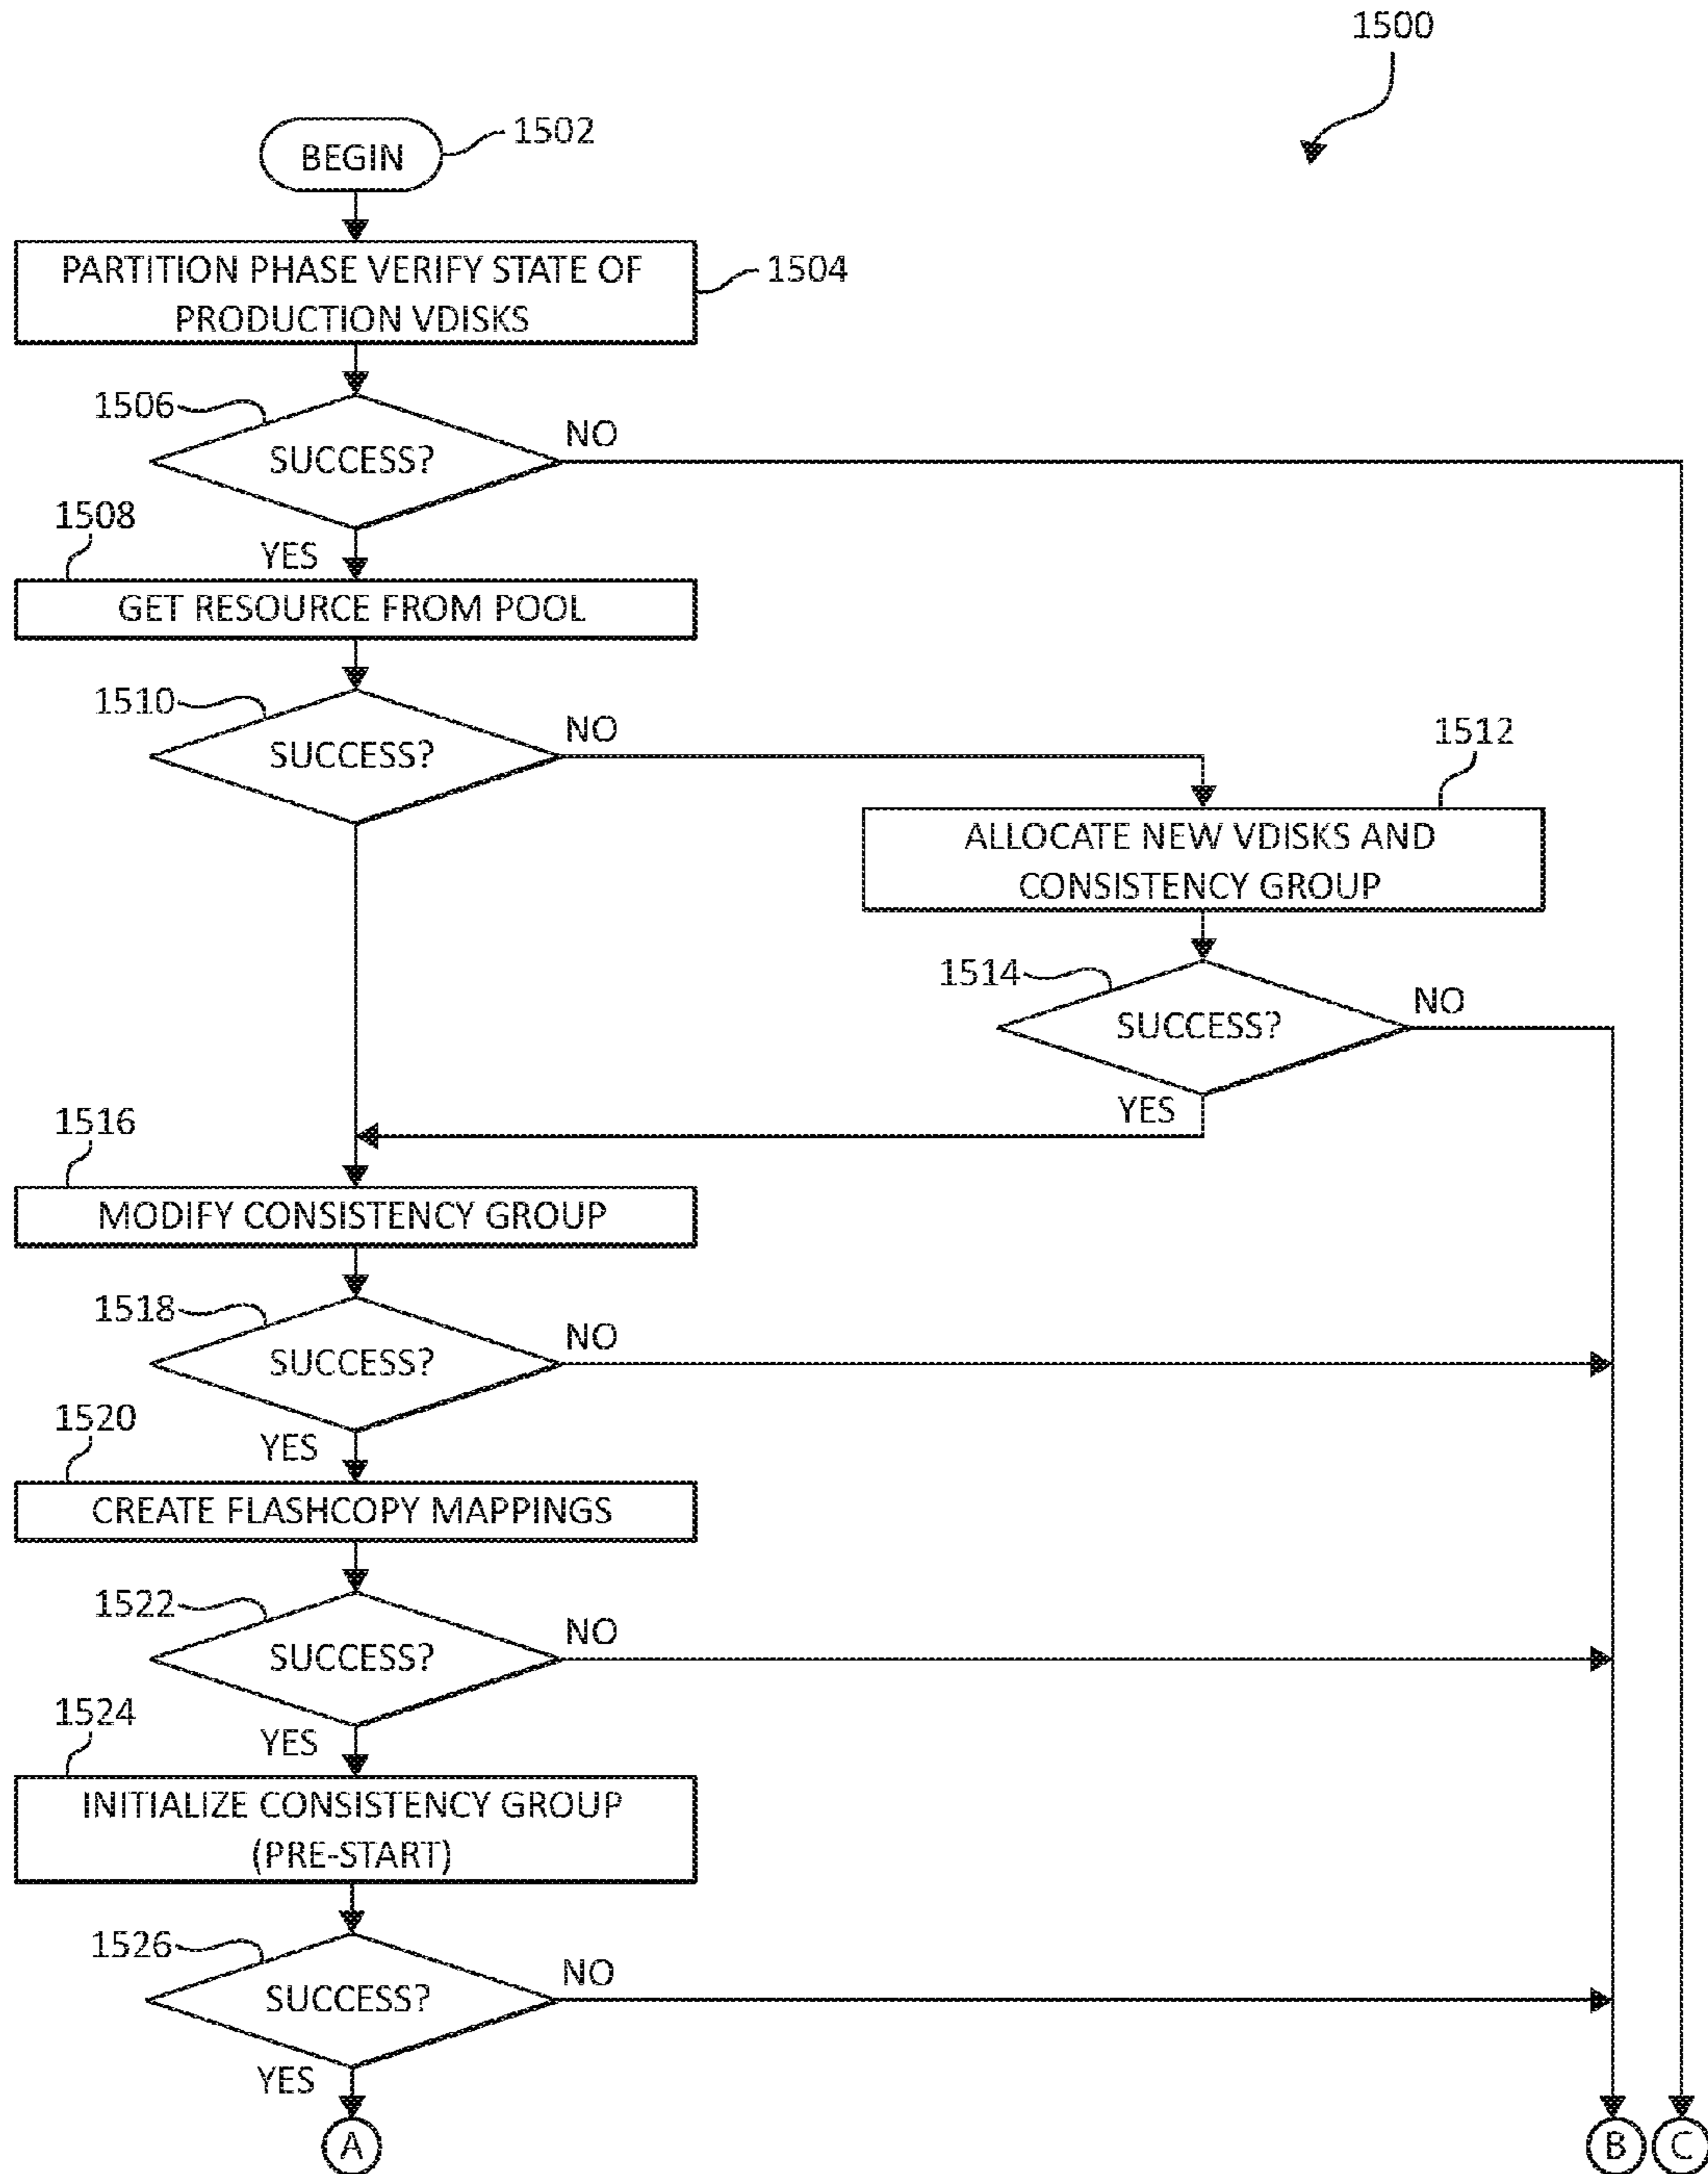 1500
BEGIN
1502
PARTITION PHASE VERIFY STATE OF
PRODUCTION VDISKS
1504
1506
SUCCESS?
NO
1508
YES
GET RESOURCE FROM POOL
1510
SUCCESS?
NO
1512
ALLOCATE NEW VDISKS AND
CONSISTENCY GROUP
1514
SUCCESS?
NO
YES
1516
MODIFY CONSISTENCY GROUP
1518
SUCCESS?
NO
1520
YES
CREATE FLASHCOPY MAPPINGS
1522
SUCCESS?
NO
1524
YES
INITIALIZE CONSISTENCY GROUP
(PRE-START)
1526
SUCCESS?
NO
YES
A
B
C